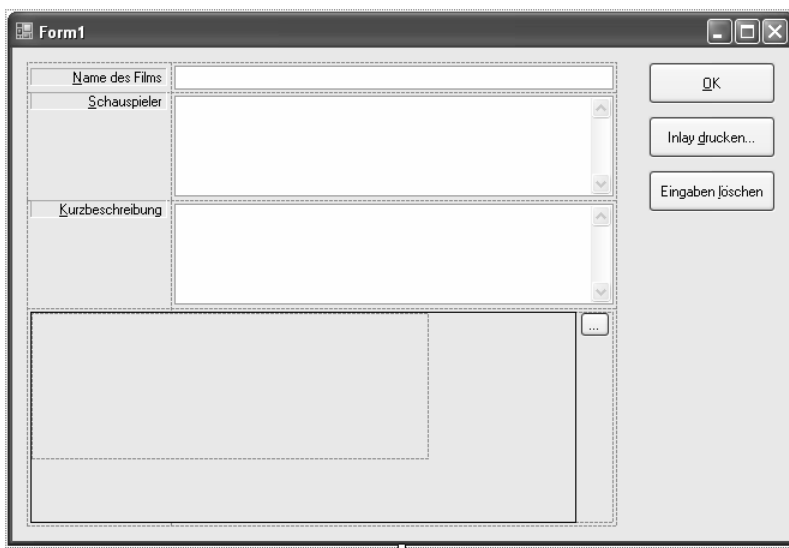 Form1
Name des Films
OK
Schauspieler
Inlay drucken...
Eingaben löschen
Kurzbeschreibung
...